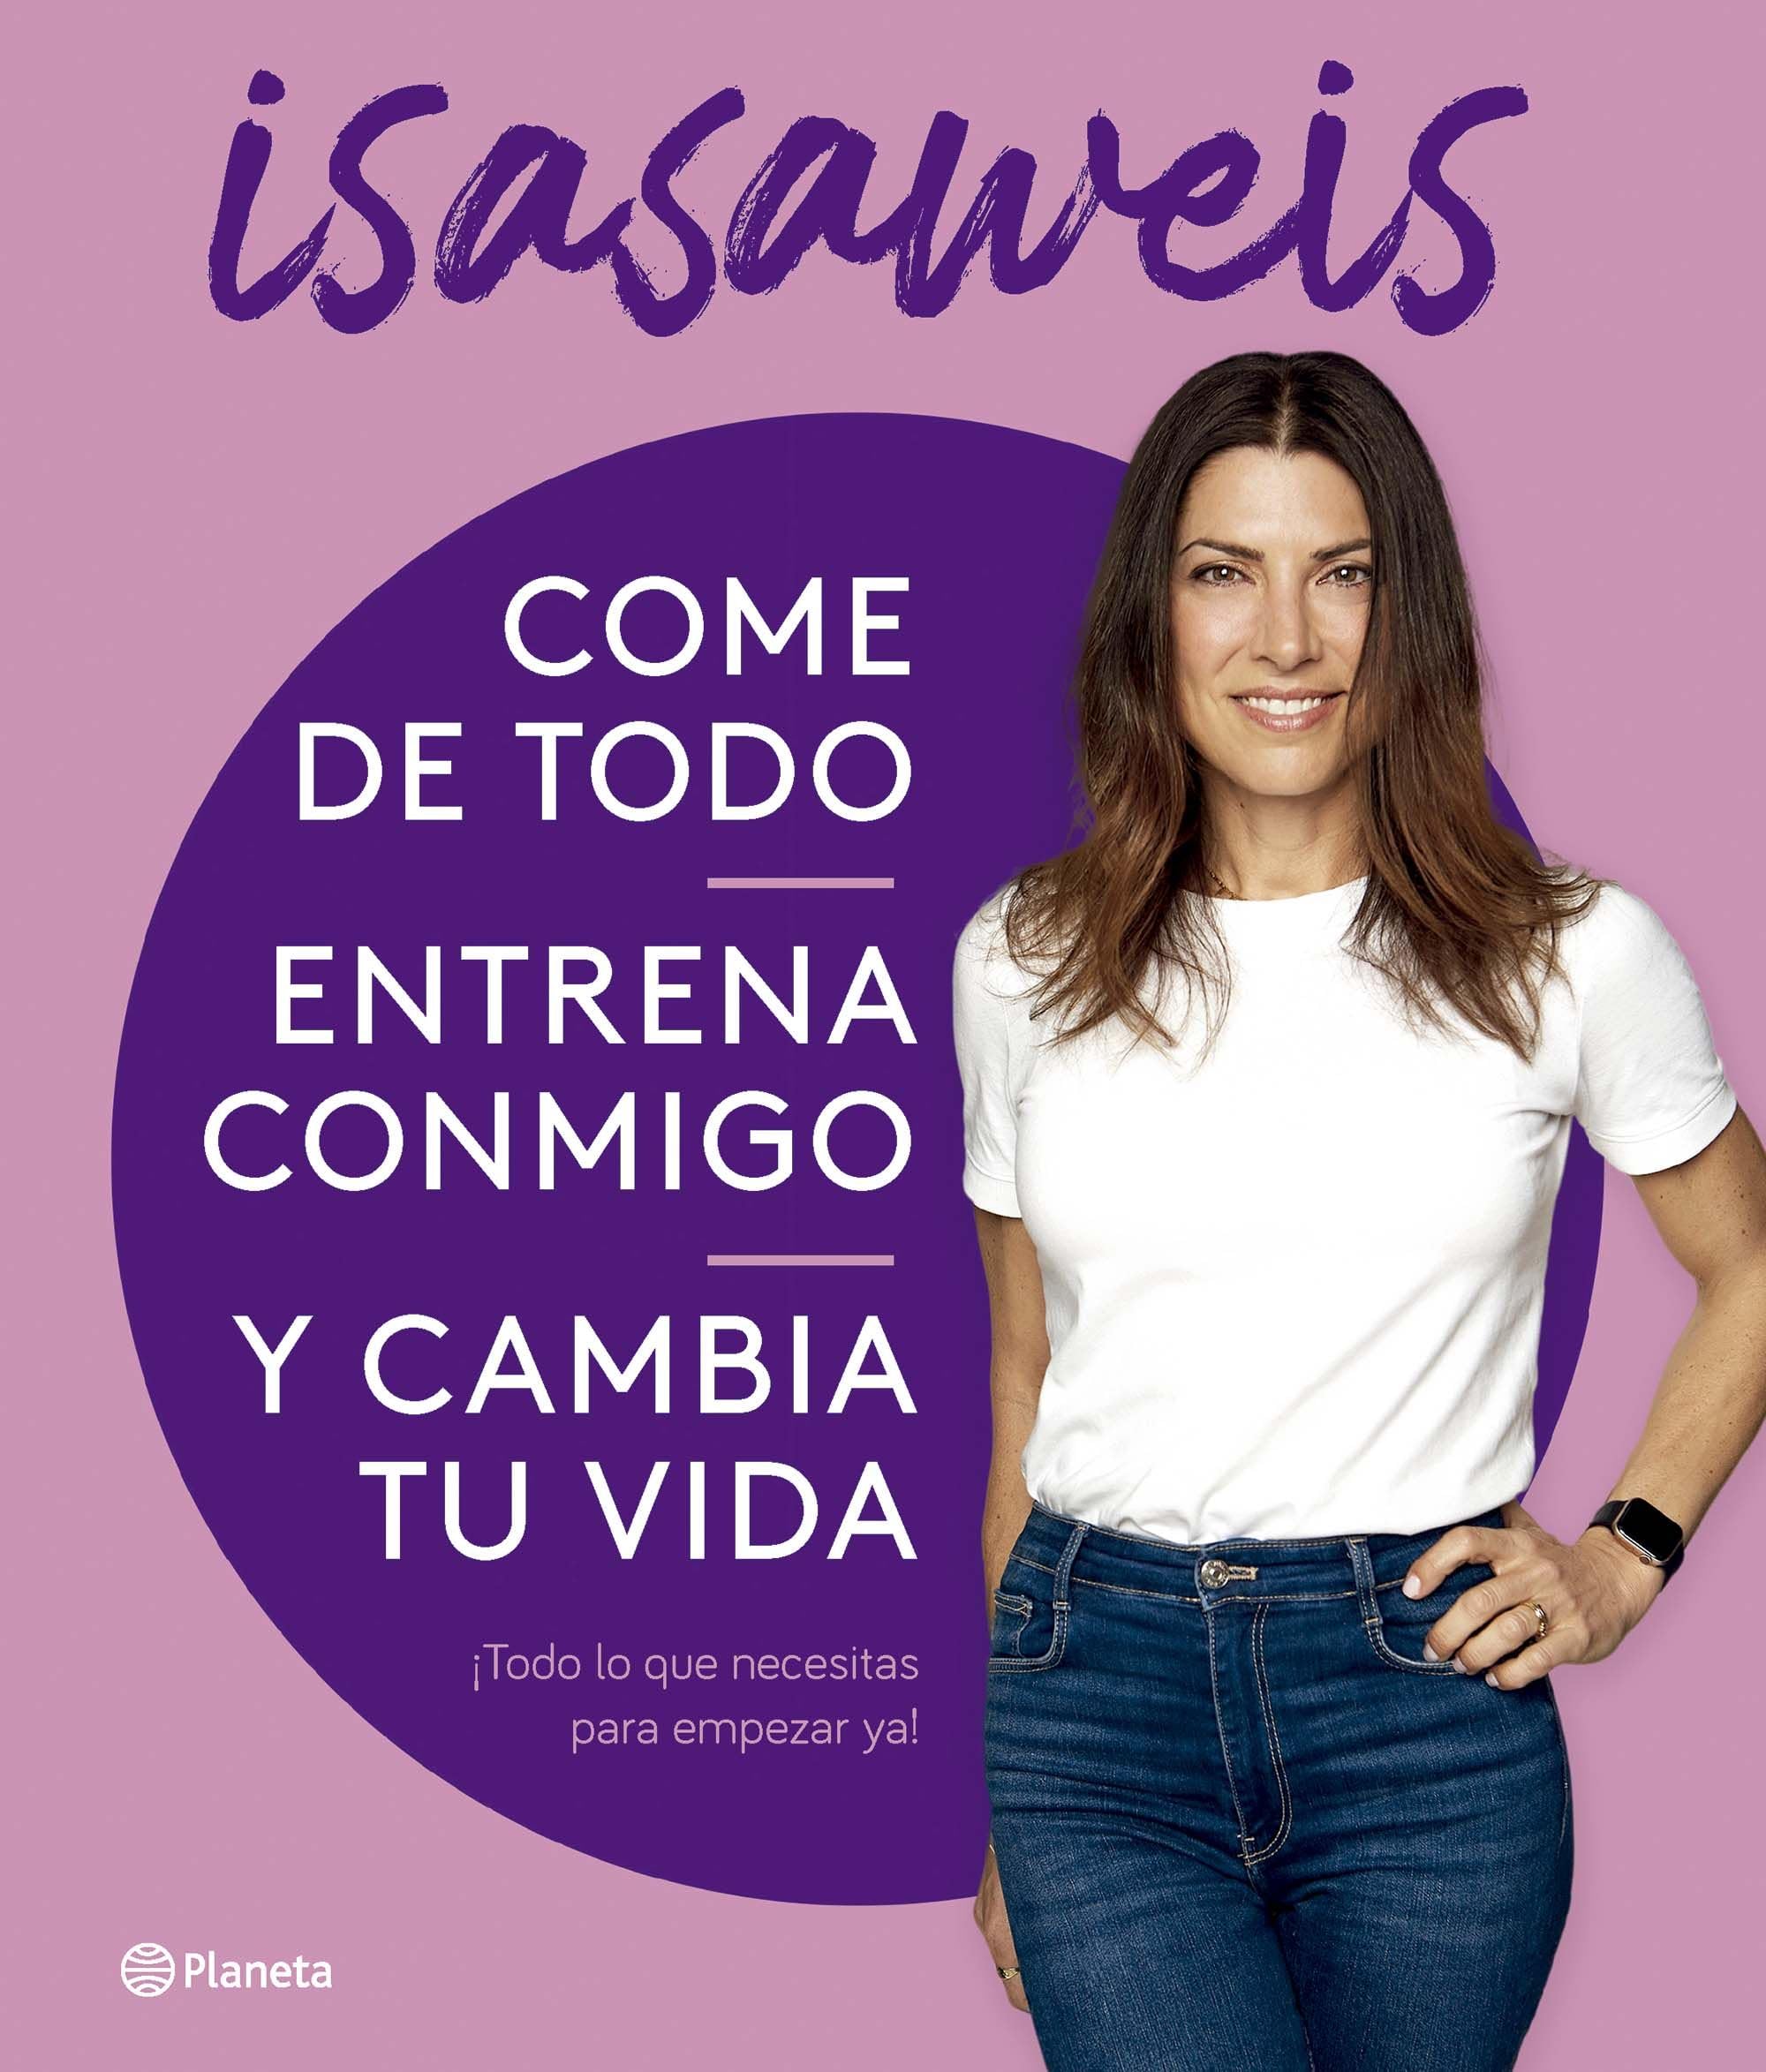 isasaweis
COME
DE TODO
ENTRENA
CONMIGO
Y CAMBIA
TU VIDA
¡Todo lo que necesitas
para empezar ya!
Planeta